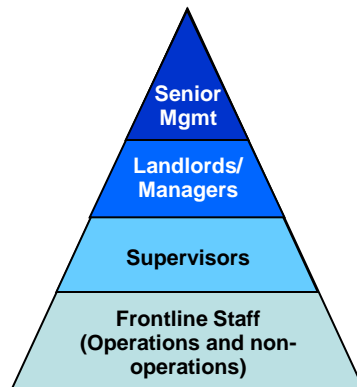 Senior
Mgmt
Landlords/
Managers
Supervisors
Frontline Staff
(Operations and non-
operations)